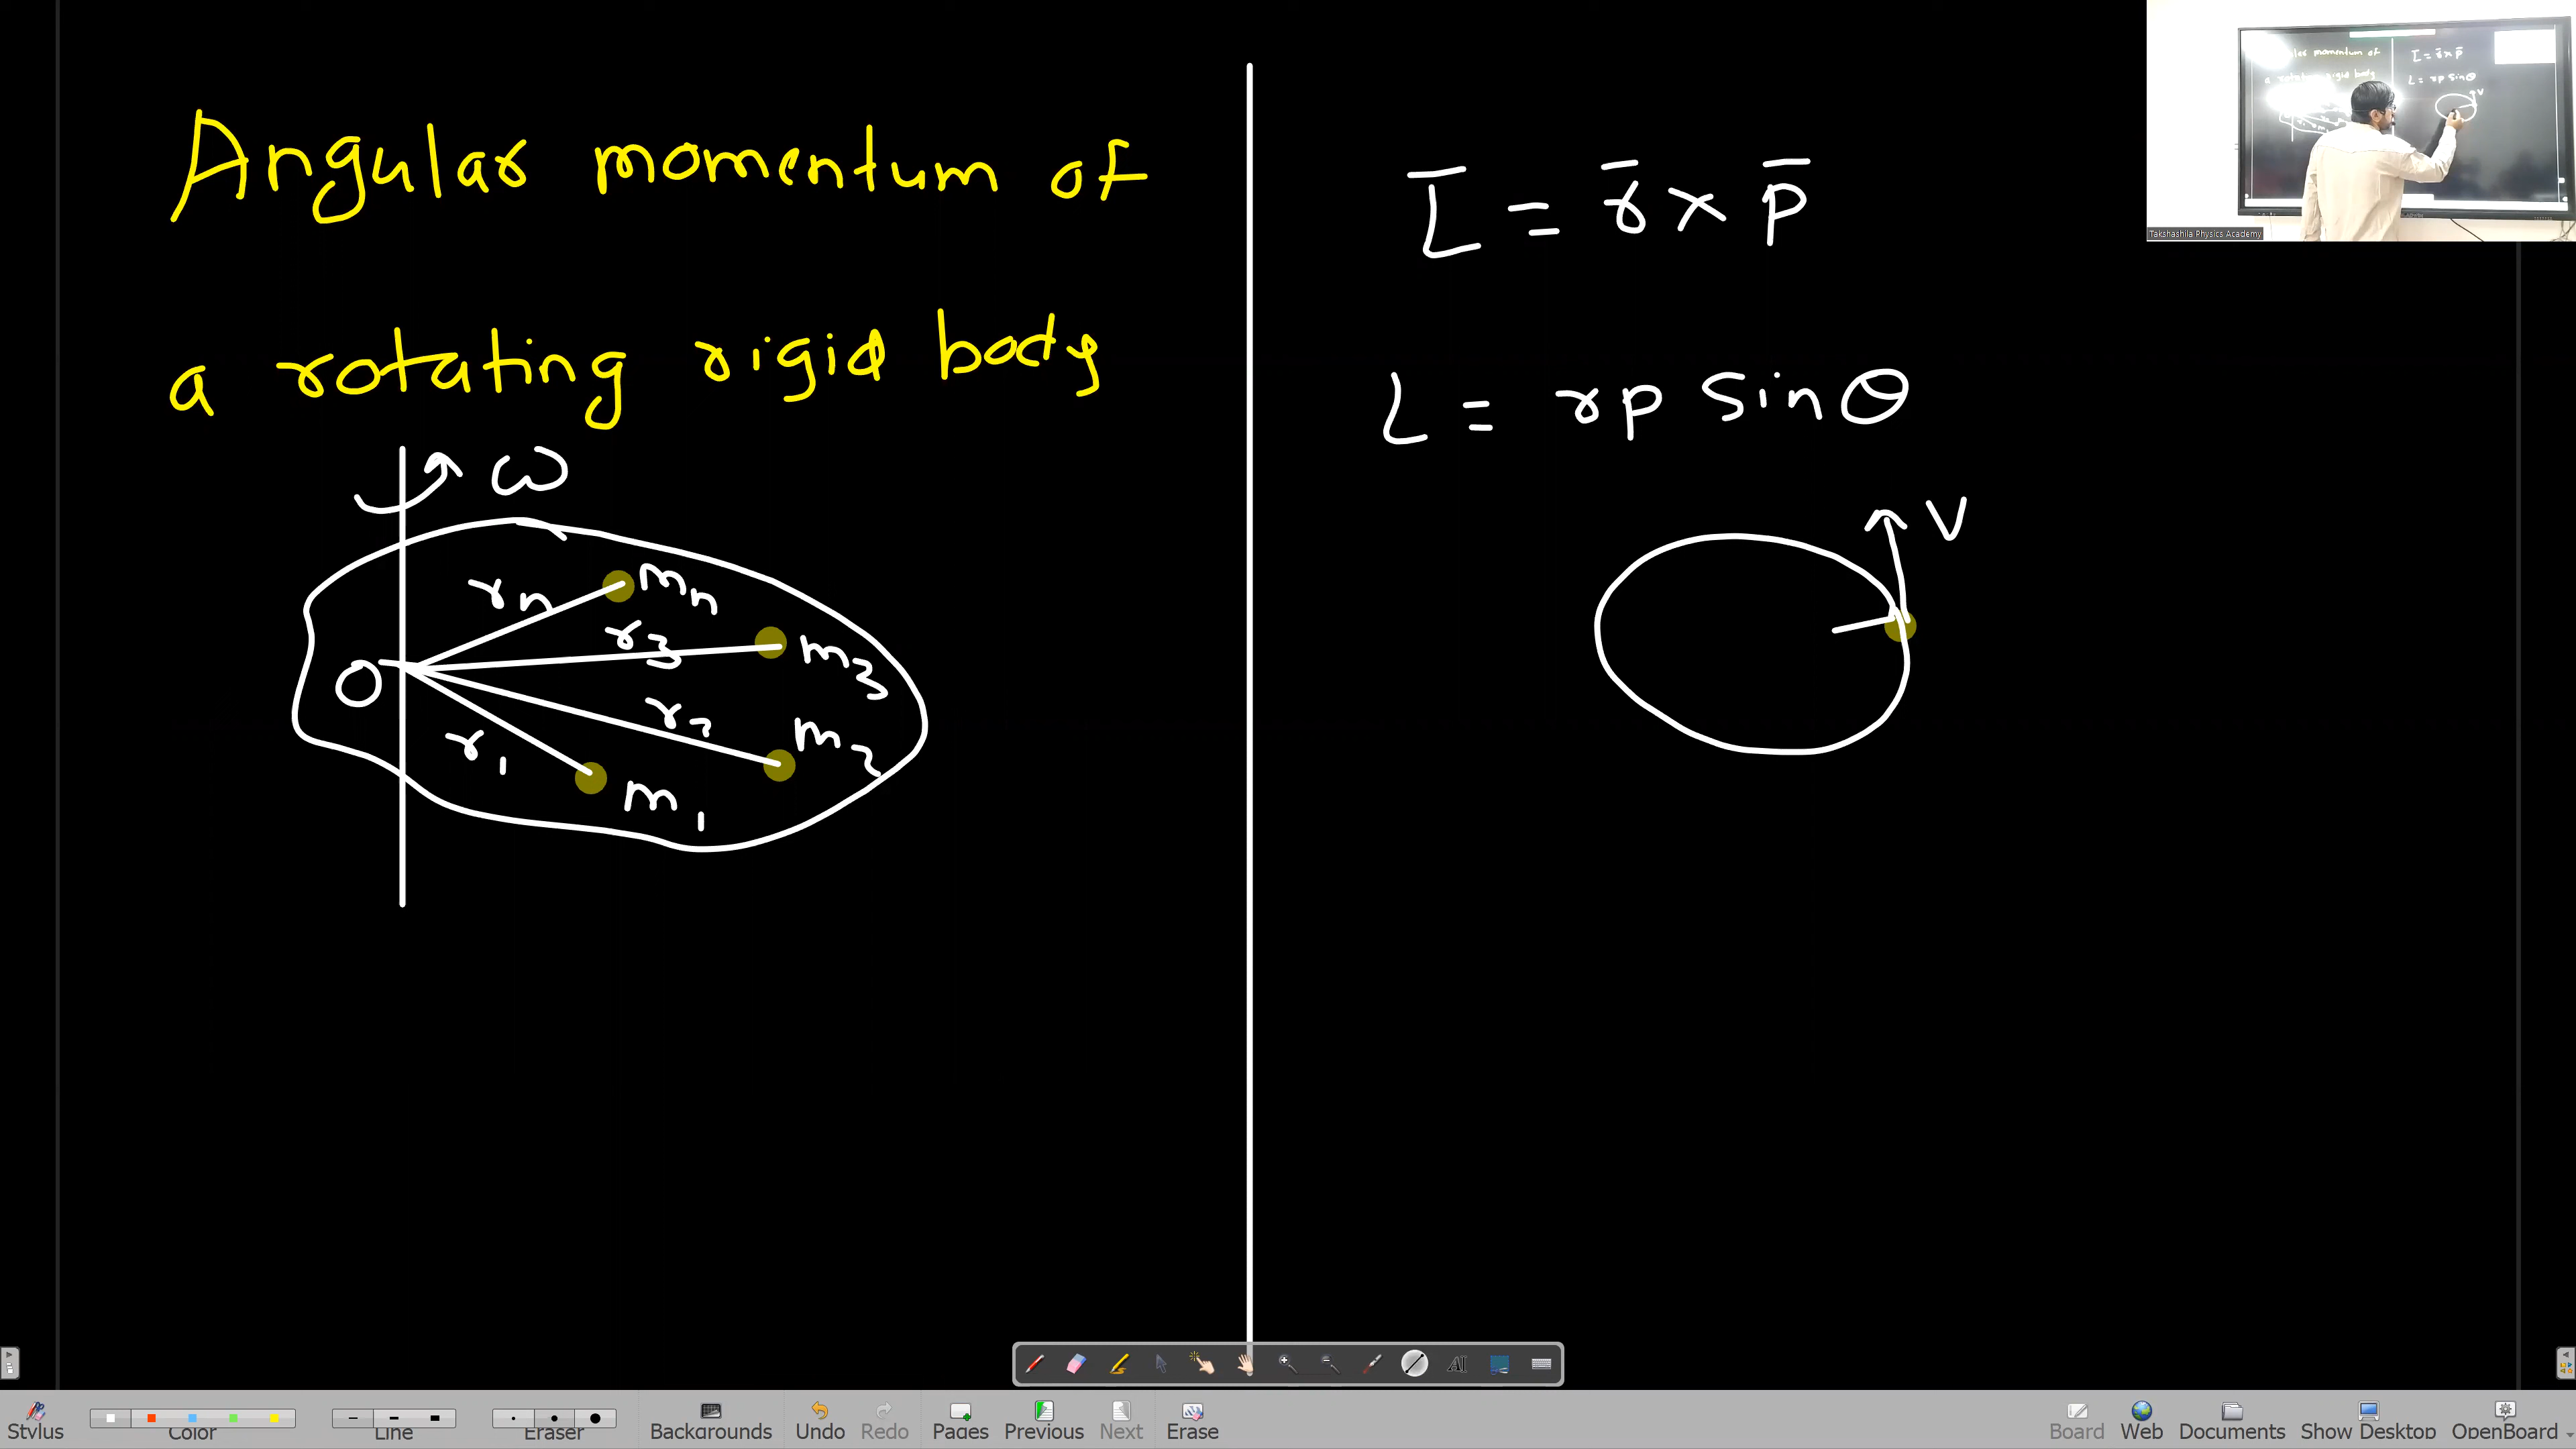 Angular momentum of
a rotating rigid body
ω
rn
mn
r3
m3
O
r2
m2
r1
m1
L̅ = r̅ × p̅
L = rp Sinθ
V
Takshashila Physics Academy
AI
Stylus
Color
Line
Eraser
Backgrounds
Undo
Redo
Pages
Previous
Next
Erase
Board
Web
Documents
Show Desktop
OpenBoard